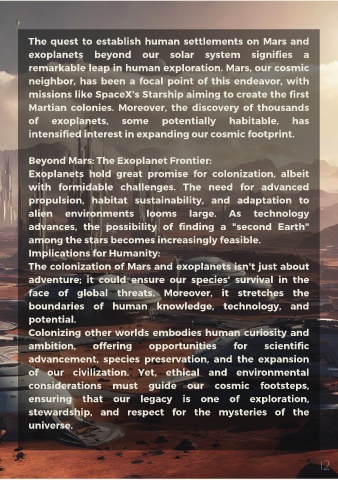 The quest to establish human settlements on Mars and
exoplanets beyond our solar system signifies a
remarkable leap in human exploration. Mars, our cosmic
neighbor, has been a focal point of this endeavor, with
missions like SpaceX's Starship aiming to create the first
Martian colonies. Moreover, the discovery of thousands
of exoplanets, some potentially habitable, has
intensified interest in expanding our cosmic footprint.

Beyond Mars: The Exoplanet Frontier:
Exoplanets hold great promise for colonization, albeit
with formidable challenges. The need for advanced
propulsion, habitat sustainability, and adaptation to
alien environments looms large. As technology
advances, the possibility of finding a "second Earth"
among the stars becomes increasingly feasible.
Implications for Humanity:
The colonization of Mars and exoplanets isn't just about
adventure; it could ensure our species' survival in the
face of global threats. Moreover, it stretches the
boundaries of human knowledge, technology, and
potential.
Colonizing other worlds embodies human curiosity and
ambition, offering opportunities for scientific
advancement, species preservation, and the expansion
of our civilization. Yet, ethical and environmental
considerations must guide our cosmic footsteps,
ensuring that our legacy is one of exploration,
stewardship, and respect for the mysteries of the
universe.
12